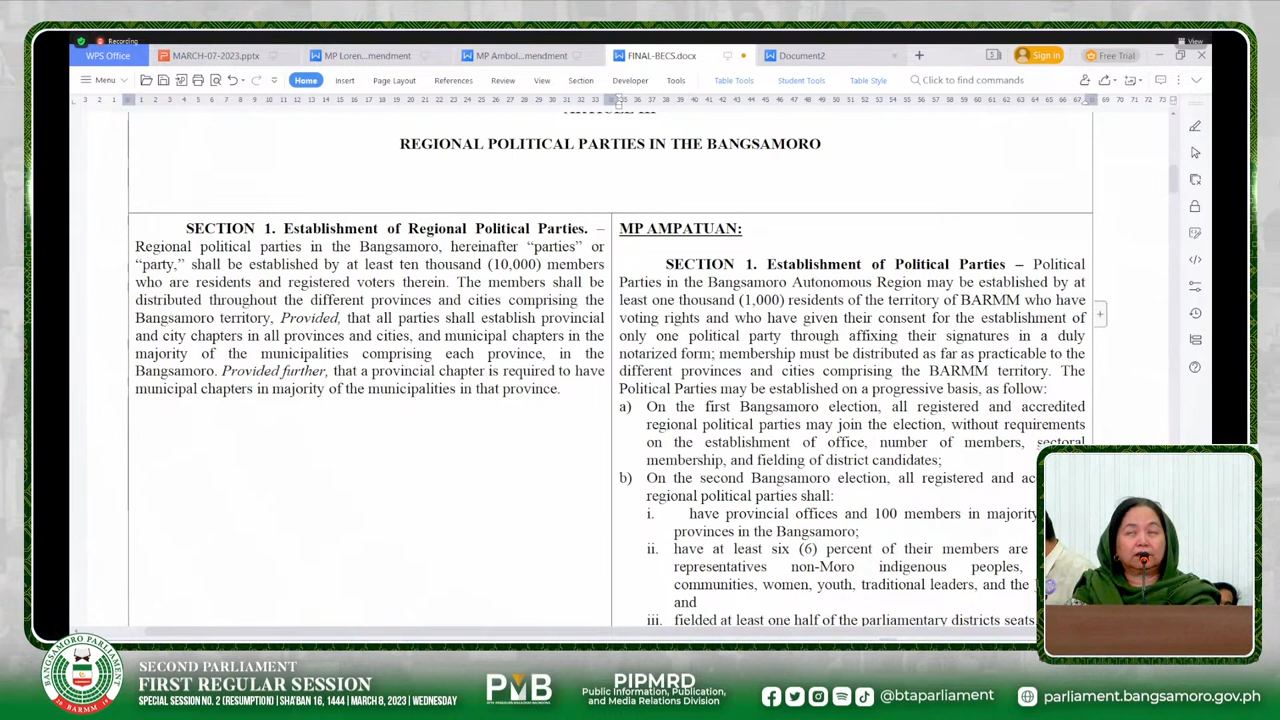 Recording
View
WPS Office
MARCH-07-2023.pptx
MP Loren...mendment
MP Ambol...mendment
FINAL-BECS.docx
Document2
Sign in
Free Trial
Menu
Home
Insert
Page Layout
References
Review
View
Section
Developer
Tools
Table Tools
Student Tools
Table Style
Click to find commands
ARTICLE III
REGIONAL POLITICAL PARTIES IN THE BANGSAMORO
SECTION 1. Establishment of Regional Political Parties. –
Regional political parties in the Bangsamoro, hereinafter “parties” or
“party,” shall be established by at least ten thousand (10,000) members
who are residents and registered voters therein. The members shall be
distributed throughout the different provinces and cities comprising the
Bangsamoro territory, Provided, that all parties shall establish provincial
and city chapters in all provinces and cities, and municipal chapters in the
majority of the municipalities comprising each province, in the
Bangsamoro. Provided further, that a provincial chapter is required to have
municipal chapters in majority of the municipalities in that province.
MP AMPATUAN:
SECTION 1. Establishment of Political Parties – Political
Parties in the Bangsamoro Autonomous Region may be established by at
least one thousand (1,000) residents of the territory of BARMM who have
voting rights and who have given their consent for the establishment of
only one political party through affixing their signatures in a duly
notarized form; membership must be distributed as far as practicable to the
different provinces and cities comprising the BARMM territory. The
Political Parties may be established on a progressive basis, as follow:
a) On the first Bangsamoro election, all registered and accredited
regional political parties may join the election, without requirements
on the establishment of office, number of members, sectoral
membership, and fielding of district candidates;
b) On the second Bangsamoro election, all registered and
regional political parties shall:
i. have provincial offices and 100 members in majority
provinces in the Bangsamoro;
ii. have at least six (6) percent of their members are
representatives non-Moro indigenous peoples,
communities, women, youth, traditional leaders, and the
and
iii. fielded at least one half of the parliamentary districts seats
BANGSAMORO PARLIAMENT
BARMM
SECOND PARLIAMENT
FIRST REGULAR SESSION
SPECIAL SESSION NO. 2 (RESUMPTION) | SHA'BAN 16, 1444 | MARCH 8, 2023 | WEDNESDAY
PMB
PIPMRD
Public Information, Publication,
and Media Relations Division
@btaparliament
parliament.bangsamoro.gov.ph